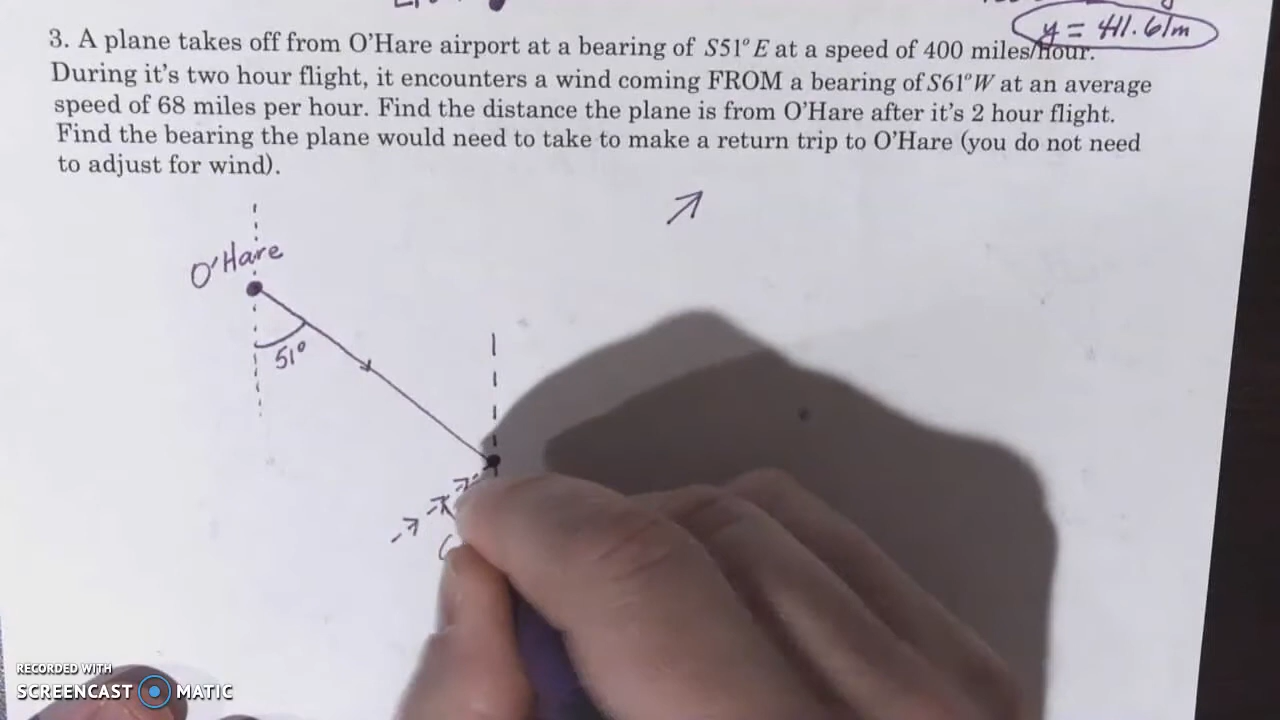 y = 41.61m
3. A plane takes off from O'Hare airport at a bearing of S51° E at a speed of 400 miles/hour.
During it's two hour flight, it encounters a wind coming FROM a bearing of S61°W at an average
speed of 68 miles per hour. Find the distance the plane is from O'Hare after it's 2 hour flight.
Find the bearing the plane would need to take to make a return trip to O'Hare (you do not need
to adjust for wind).
O'Hare
51°
RECORDED WITH
SCREENCAST MATIC